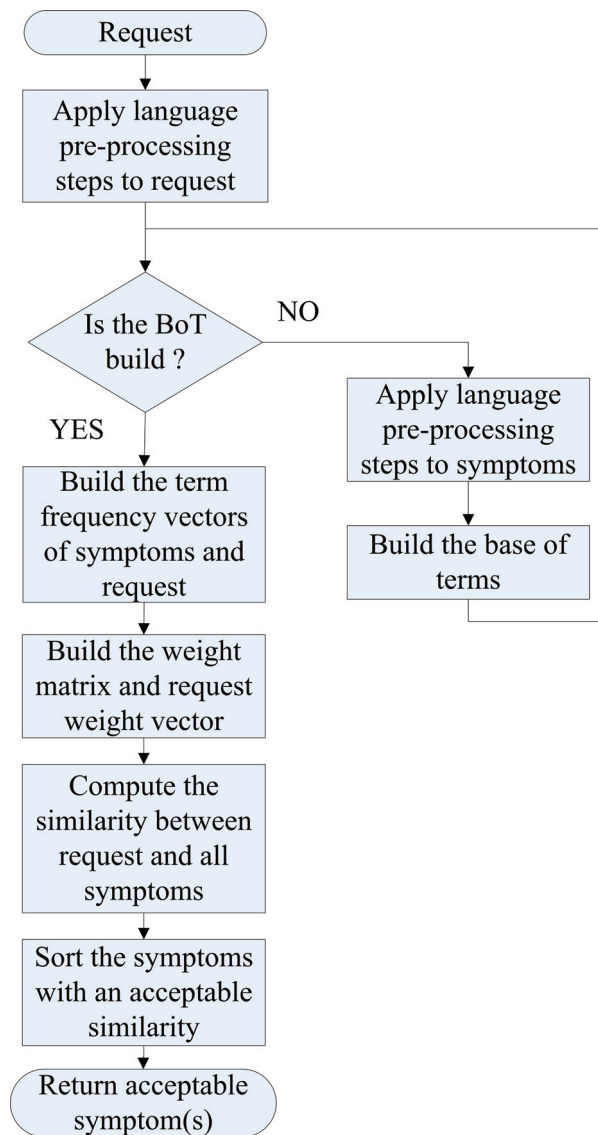 Request
Apply language
pre-processing
steps to request
Is the BoT
build ?
NO
YES
Apply language
pre-processing
steps to symptoms
Build the base of
terms
Build the term
frequency vectors
of symptoms and
request
Build the weight
matrix and request
weight vector
Compute the
similarity between
request and all
symptoms
Sort the symptoms
with an acceptable
similarity
Return acceptable
symptom(s)